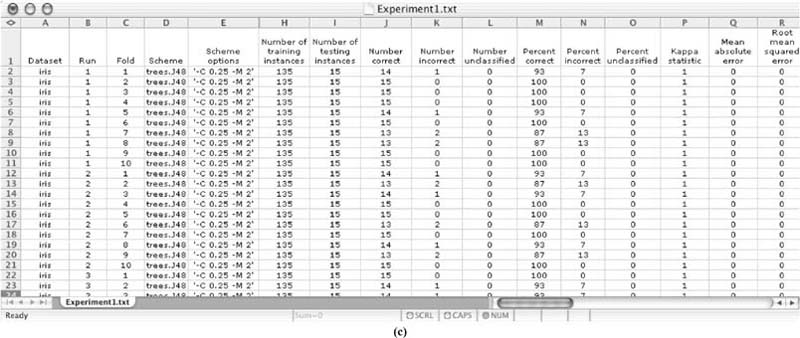 Experiment1.txt
A B C D E H I J K L M N O P Q R
1 Dataset Run Fold Scheme Scheme options Number of training instances Number of testing instances Number correct Number incorrect Number unclassified Percent correct Percent incorrect Percent unclassified Kappa statistic Mean absolute error Root mean squared error
2 iris 1 1 trees.J48 '-C 0.25 -M 2' 135 15 14 1 0 93 7 0 1 0 0
3 iris 1 2 trees.J48 '-C 0.25 -M 2' 135 15 15 0 0 100 0 0 1 0 0
4 iris 1 3 trees.J48 '-C 0.25 -M 2' 135 15 15 0 0 100 0 0 1 0 0
5 iris 1 4 trees.J48 '-C 0.25 -M 2' 135 15 15 0 0 100 0 0 1 0 0
6 iris 1 5 trees.J48 '-C 0.25 -M 2' 135 15 14 1 0 93 7 0 1 0 0
7 iris 1 6 trees.J48 '-C 0.25 -M 2' 135 15 15 0 0 100 0 0 1 0 0
8 iris 1 7 trees.J48 '-C 0.25 -M 2' 135 15 13 2 0 87 13 0 1 0 0
9 iris 1 8 trees.J48 '-C 0.25 -M 2' 135 15 13 2 0 87 13 0 1 0 0
10 iris 1 9 trees.J48 '-C 0.25 -M 2' 135 15 15 0 0 100 0 0 1 0 0
11 iris 1 10 trees.J48 '-C 0.25 -M 2' 135 15 15 0 0 100 0 0 1 0 0
12 iris 2 1 trees.J48 '-C 0.25 -M 2' 135 15 14 1 0 93 7 0 1 0 0
13 iris 2 2 trees.J48 '-C 0.25 -M 2' 135 15 13 2 0 87 13 0 1 0 0
14 iris 2 3 trees.J48 '-C 0.25 -M 2' 135 15 14 1 0 93 7 0 1 0 0
15 iris 2 4 trees.J48 '-C 0.25 -M 2' 135 15 15 0 0 100 0 0 1 0 0
16 iris 2 5 trees.J48 '-C 0.25 -M 2' 135 15 15 0 0 100 0 0 1 0 0
17 iris 2 6 trees.J48 '-C 0.25 -M 2' 135 15 13 2 0 87 13 0 1 0 0
18 iris 2 7 trees.J48 '-C 0.25 -M 2' 135 15 15 0 0 100 0 0 1 0 0
19 iris 2 8 trees.J48 '-C 0.25 -M 2' 135 15 14 1 0 93 7 0 1 0 0
20 iris 2 9 trees.J48 '-C 0.25 -M 2' 135 15 13 2 0 87 13 0 1 0 0
21 iris 2 10 trees.J48 '-C 0.25 -M 2' 135 15 15 0 0 100 0 0 1 0 0
22 iris 3 1 trees.J48 '-C 0.25 -M 2' 135 15 15 0 0 100 0 0 1 0 0
23 iris 3 2 trees.J48 '-C 0.25 -M 2' 135 15 14 1 0 93 7 0 1 0 0
Experiment1.txt
Ready Sum=0 SCRL CAPS NUM
(c)